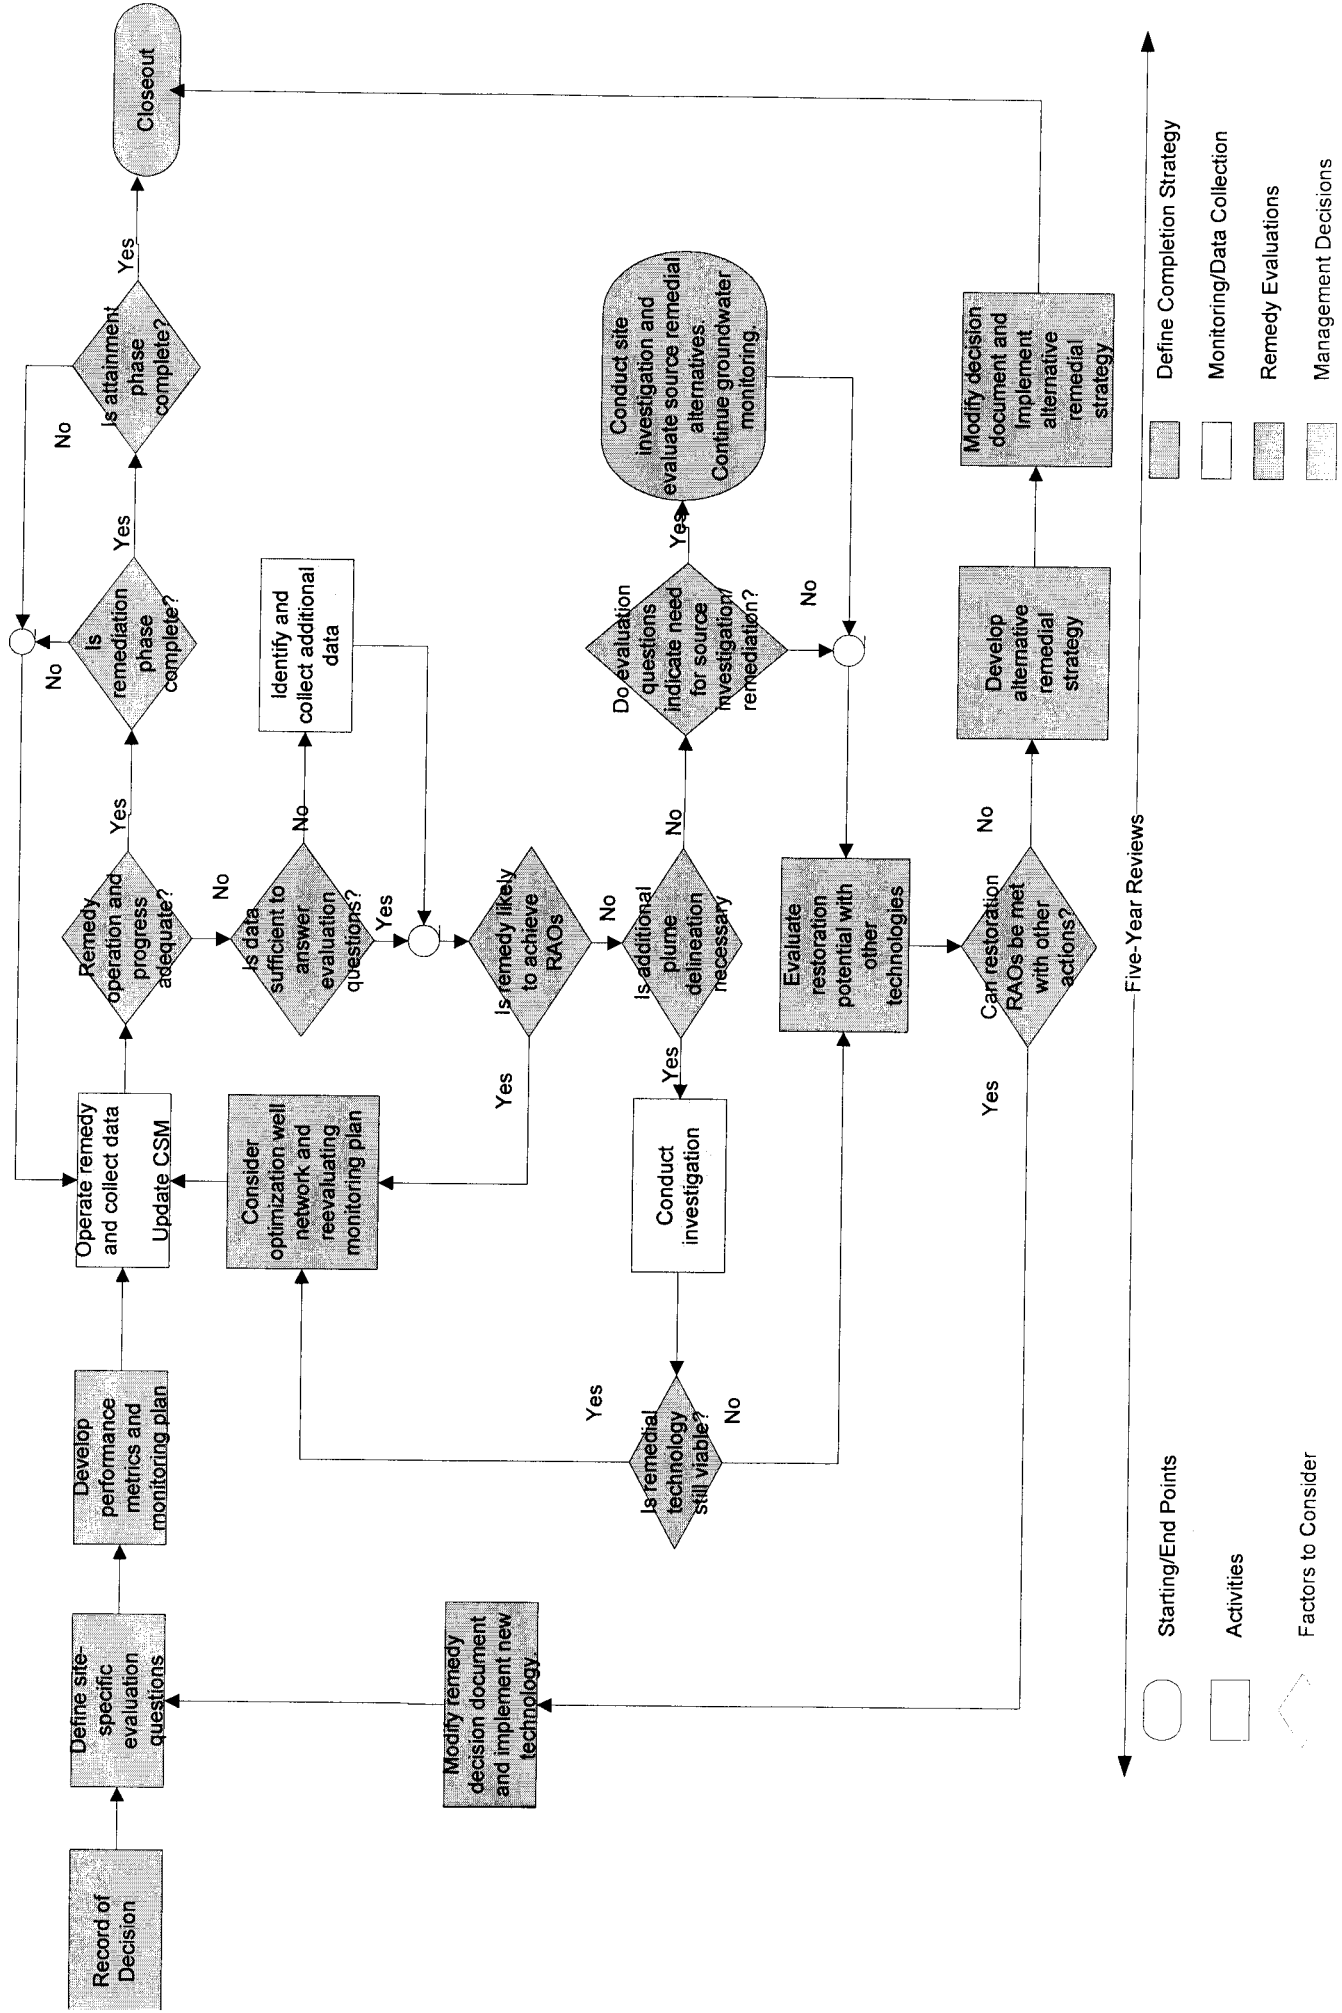 Record of
Decision
Define site-
specific
evaluation
questions
Develop
performance
metrics and
monitoring plan
Operate remedy
and collect data
Update CSM
Remedy
operation and
progress
adequate?
Yes
Is
remediation
phase
complete?
No
Yes
Is attainment
phase
complete?
No
Yes
Closeout
No
Is data
sufficient to
answer
evaluation
questions?
No
Identify and
collect additional
data
Yes
Consider
optimization well
network and
reevaluating
monitoring plan
Is remedy likely
to achieve
RAOs
Yes
No
Modify remedy
decision document
and implement new
technology.
Is remedial
technology
still viable?
Yes
No
Conduct
investigation
Yes
Is additional
plume
delineation
necessary
No
Do evaluation
questions
indicate need
for source
investigation/
remediation?
Yes
No
Conduct site
investigation and
evaluate source remedial
alternatives.
Continue groundwater
monitoring.
Evaluate
restoration
potential with
other
technologies
Can restoration
RAOs be met
with other
actions?
Yes
No
Develop
alternative
remedial
strategy
Modify decision
document and
Implement
alternative
remedial
strategy
Five-Year Reviews
Starting/End Points
Activities
Factors to Consider
Define Completion Strategy
Monitoring/Data Collection
Remedy Evaluations
Management Decisions